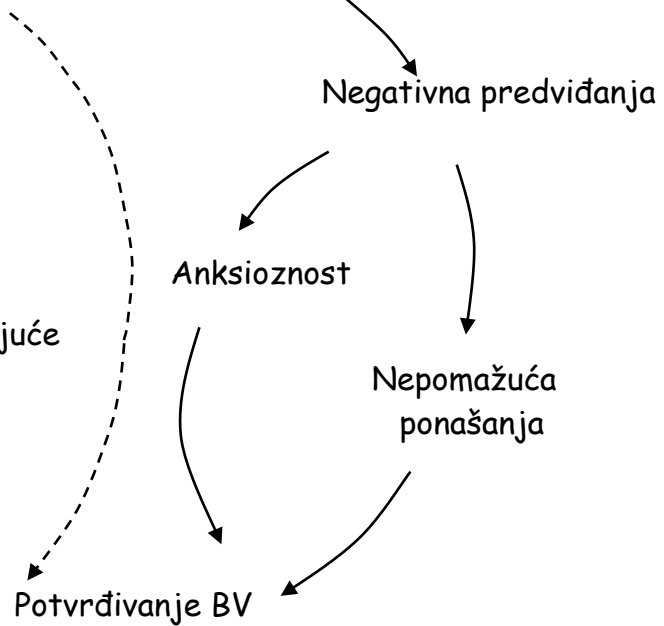 Negativna predviđanja
Anksioznost
juće
Nepomažuća
ponašanja
Potvrđivanje BV